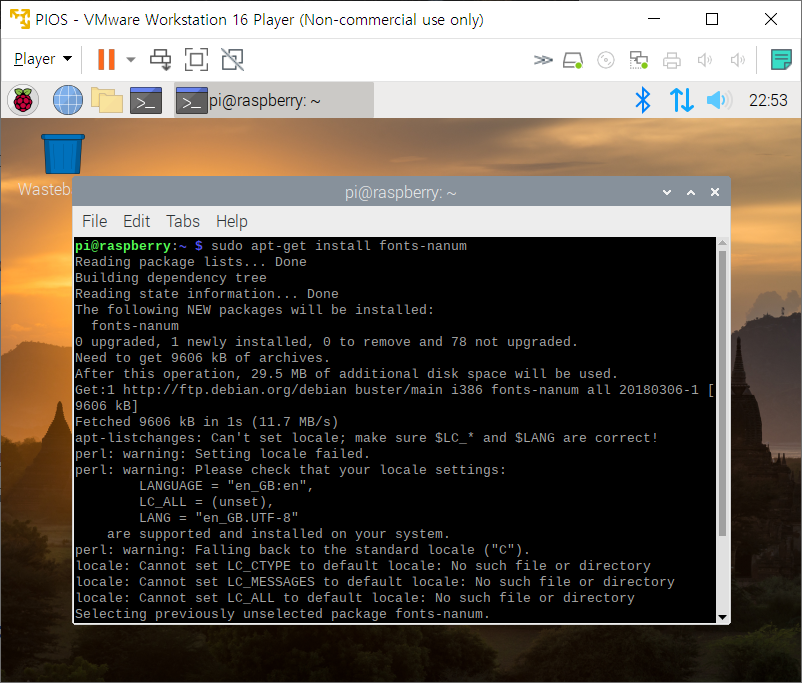 PIOS - VMware Workstation 16 Player (Non-commercial use only)
Player
pi@raspberry: ~
22:53
Wasteb
pi@raspberry: ~
File Edit Tabs Help
pi@raspberry:~ $ sudo apt-get install fonts-nanum
Reading package lists... Done
Building dependency tree
Reading state information... Done
The following NEW packages will be installed:
  fonts-nanum
0 upgraded, 1 newly installed, 0 to remove and 78 not upgraded.
Need to get 9606 kB of archives.
After this operation, 29.5 MB of additional disk space will be used.
Get:1 http://ftp.debian.org/debian buster/main i386 fonts-nanum all 20180306-1 [
9606 kB]
Fetched 9606 kB in 1s (11.7 MB/s)
apt-listchanges: Can't set locale; make sure $LC_* and $LANG are correct!
perl: warning: Setting locale failed.
perl: warning: Please check that your locale settings:
        LANGUAGE = "en_GB:en",
        LC_ALL = (unset),
        LANG = "en_GB.UTF-8"
    are supported and installed on your system.
perl: warning: Falling back to the standard locale ("C").
locale: Cannot set LC_CTYPE to default locale: No such file or directory
locale: Cannot set LC_MESSAGES to default locale: No such file or directory
locale: Cannot set LC_ALL to default locale: No such file or directory
Selecting previously unselected package fonts-nanum.